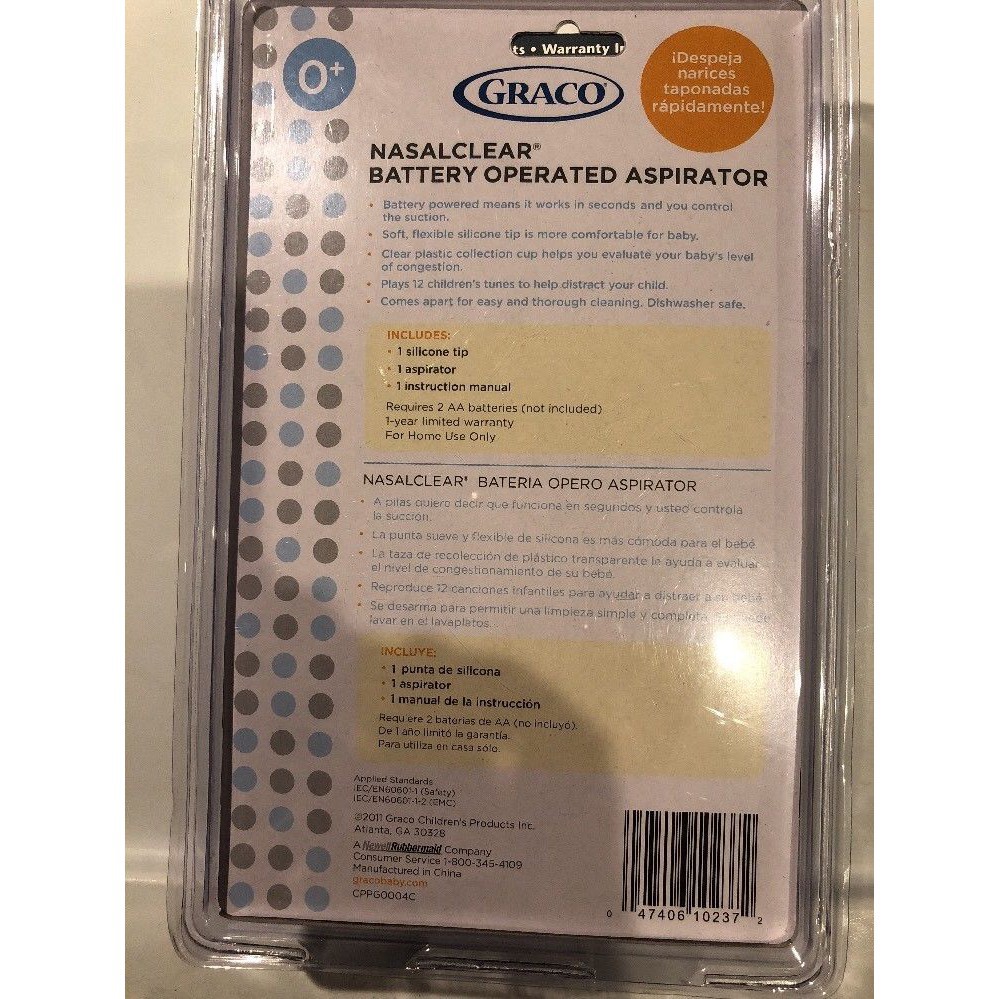 ts • Warranty I
0+
GRACO®
¡Despeja
narices
taponadas
rápidamente!
NASALCLEAR®
BATTERY OPERATED ASPIRATOR
• Battery powered means it works in seconds and you control
the suction.
• Soft, flexible silicone tip is more comfortable for baby.
• Clear plastic collection cup helps you evaluate your baby's level
of congestion.
• Plays 12 children's tunes to help distract your child.
• Comes apart for easy and thorough cleaning. Dishwasher safe.
INCLUDES:
• 1 silicone tip
• 1 aspirator
• 1 instruction manual
Requires 2 AA batteries (not included)
1-year limited warranty
For Home Use Only
NASALCLEAR® BATERIA OPERO ASPIRATOR
• A pilas quiero decir que funciona en segundos y usted controla
la succión.
• La punta suave y flexible de silicona es más cómoda para el bebé
• La taza de recolección de plástico transparente le ayuda a evaluar
el nivel de congestionamiento de su bebé.
• Reproduce 12 canciones infantiles para ayudar a distraer a su bebé
• Se desarma para permitir una limpieza simple y completa
lavar en el lavaplatos.
INCLUYE:
• 1 punta de silicona
• 1 aspirator
• 1 manual de la instrucción
Requiere 2 baterias de AA (no incluyó).
De 1 año limitó la garantía.
Para utiliza en casa sólo.
Applied Standards
IEC/EN60601-1 (Safety)
IEC/EN60601-1-2 (EMC)
©2011 Graco Children's Products Inc.
Atlanta, GA 30328
A NewellRubbermaid Company
Consumer Service 1-800-345-4109
Manufactured in China
gracobaby.com
CPPG0004C
0 47406 10237 2